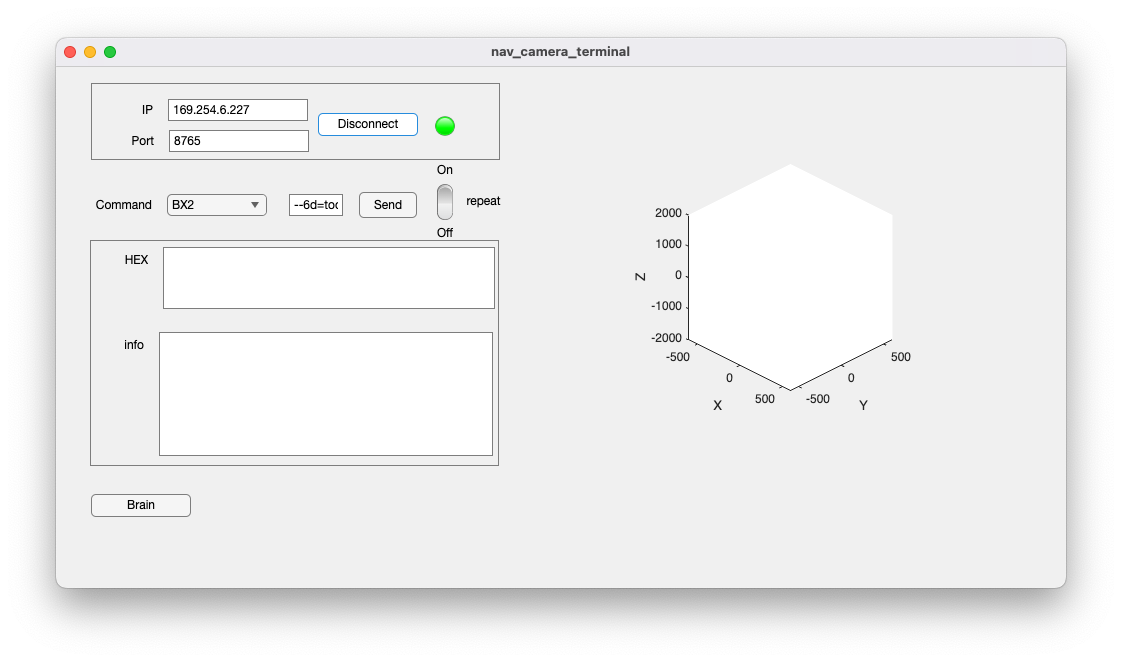 nav_camera_terminal
IP 169.254.6.227
Disconnect
Port 8765
On
Command BX2 --6d=too Send repeat
Off
HEX
info
Brain
2000
1000
0
-1000
-2000
Z
-500
0
500
X
-500
0
500
Y